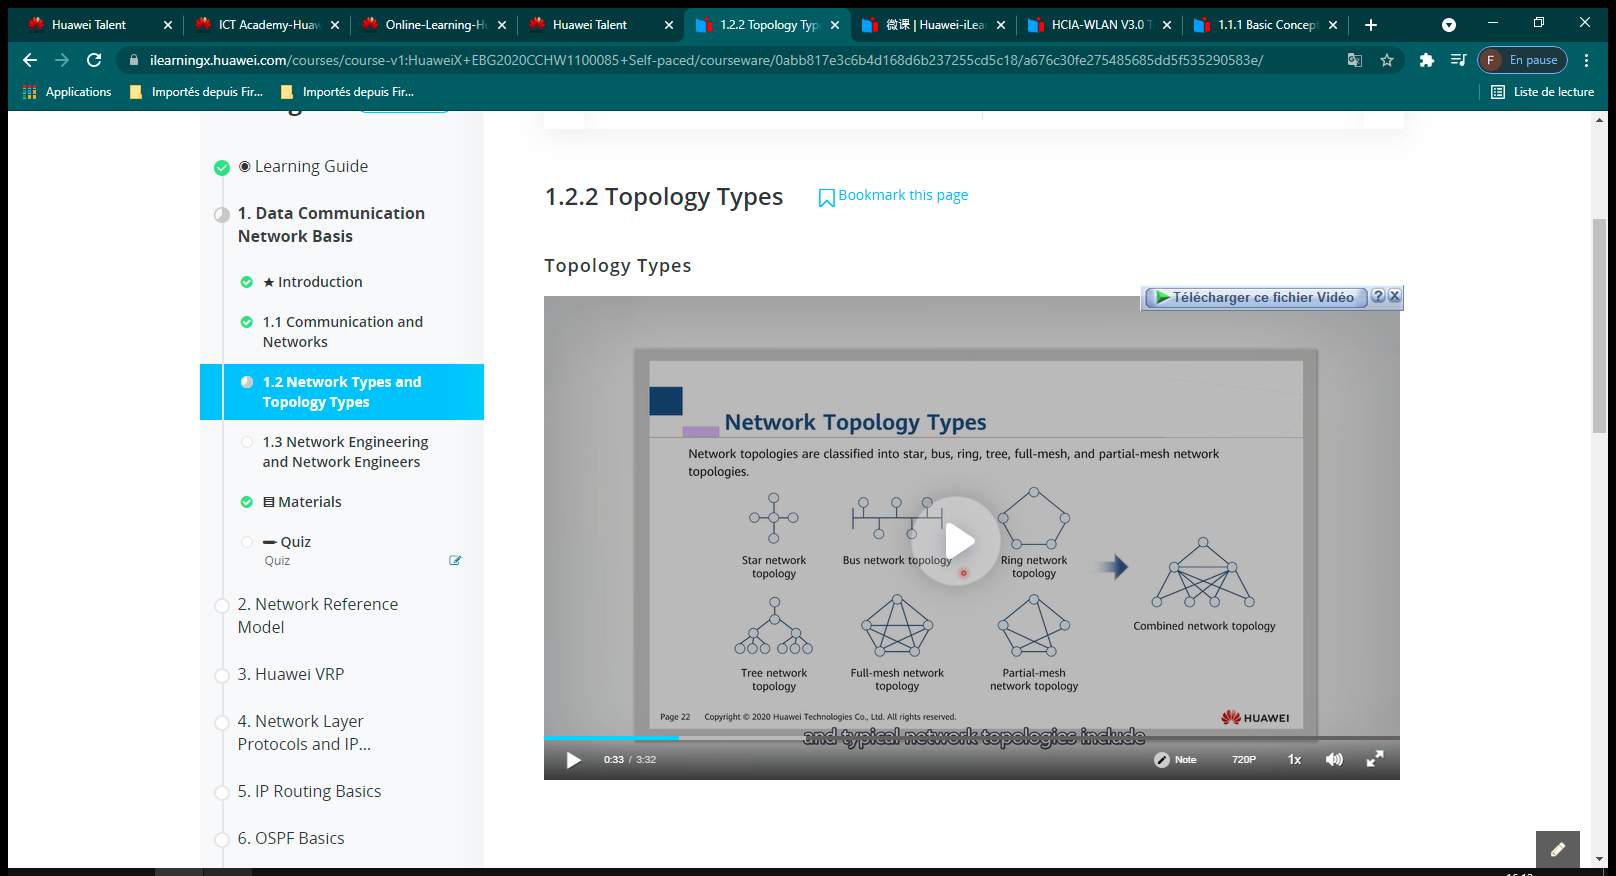 Huawei Talent
ICT Academy-Huaw
Online-Learning-Hu
Huawei Talent
1.2.2 Topology Type
微课 | Huawei-iLear
HCIA-WLAN V3.0 T
1.1.1 Basic Concept
ilearningx.huawei.com/courses/course-v1:HuaweiX+EBG2020CCHW1100085+Self-paced/courseware/0abb817e3c6b4d168d6b237255cd5c18/a676c30fe275485685dd5f535290583e/
F En pause
Applications
Importés depuis Fir...
Importés depuis Fir...
Liste de lecture
Learning Guide
1. Data Communication
Network Basis
Introduction
1.1 Communication and
Networks
1.2 Network Types and
Topology Types
1.3 Network Engineering
and Network Engineers
Materials
Quiz
Quiz
2. Network Reference
Model
3. Huawei VRP
4. Network Layer
Protocols and IP...
5. IP Routing Basics
6. OSPF Basics
1.2.2 Topology Types
Bookmark this page
Topology Types
Télécharger ce fichier Vidéo ? X
Network Topology Types
Network topologies are classified into star, bus, ring, tree, full-mesh, and partial-mesh network
topologies.
Star network
topology
Bus network topology
Ring network
topology
Tree network
topology
Full-mesh network
topology
Partial-mesh
network topology
Combined network topology
Page 22 Copyright © 2020 Huawei Technologies Co., Ltd. All rights reserved.
HUAWEI
and typical network topologies include
0:33 / 3:32
Note
720P
1x